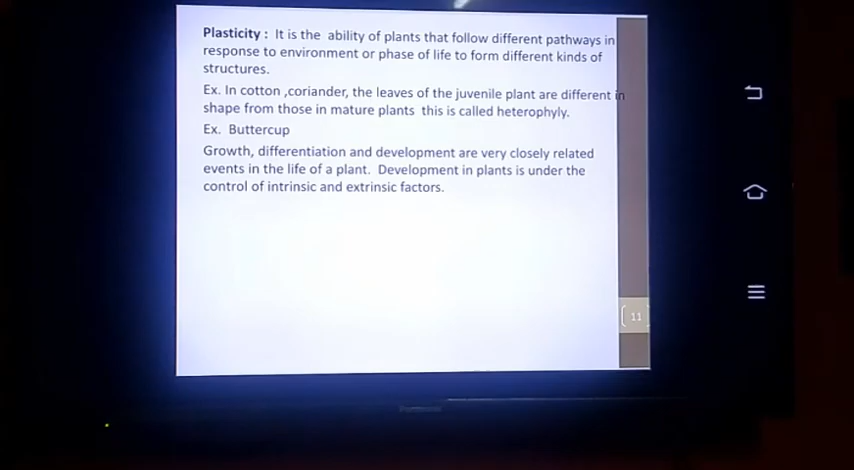 Plasticity : It is the ability of plants that follow different pathways in
response to environment or phase of life to form different kinds of
structures.
Ex. In cotton ,coriander, the leaves of the juvenile plant are different in
shape from those in mature plants this is called heterophyly.
Ex. Buttercup
Growth, differentiation and development are very closely related
events in the life of a plant. Development in plants is under the
control of intrinsic and extrinsic factors.
11